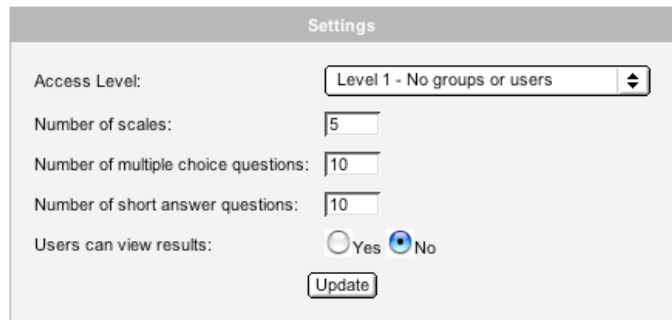 Settings
Access Level: Level 1 - No groups or users
Number of scales: 5
Number of multiple choice questions: 10
Number of short answer questions: 10
Users can view results: Yes No
Update